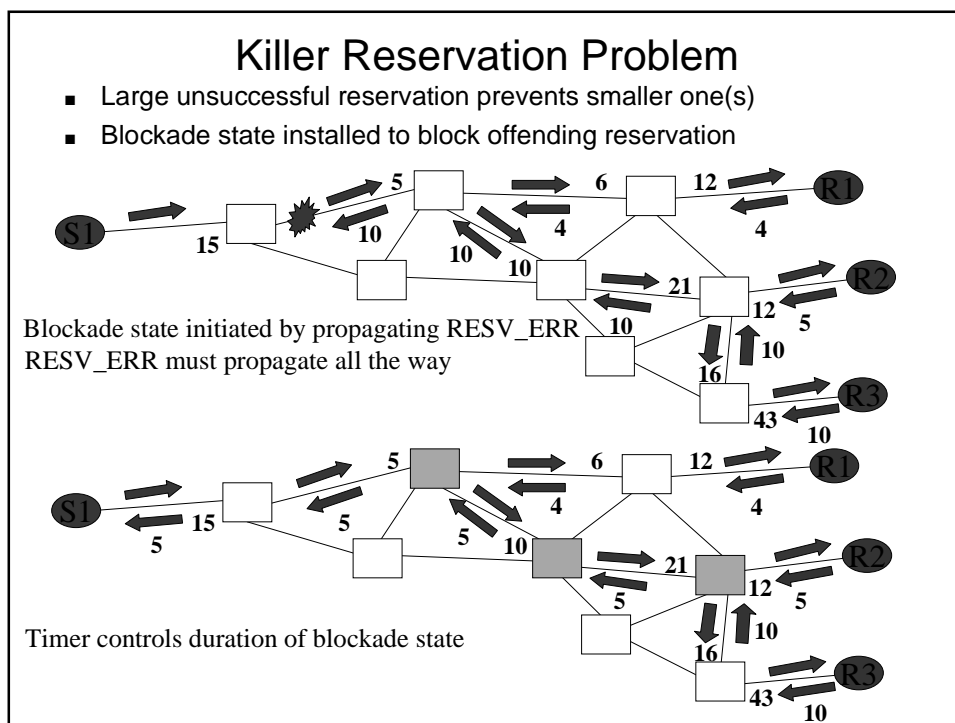 Killer Reservation Problem
■ Large unsuccessful reservation prevents smaller one(s)
■ Blockade state installed to block offending reservation
5 6 12 R1
S1 15 10 4 4
10 10 21 R2
12
10 5
Blockade state initiated by propagating RESV_ERR
RESV_ERR must propagate all the way
10
16
R3
43
10
5 6 12 R1
S1 15 4 4
5 5 5 10
21 R2
12
5 5
10
Timer controls duration of blockade state
16
R3
43
10